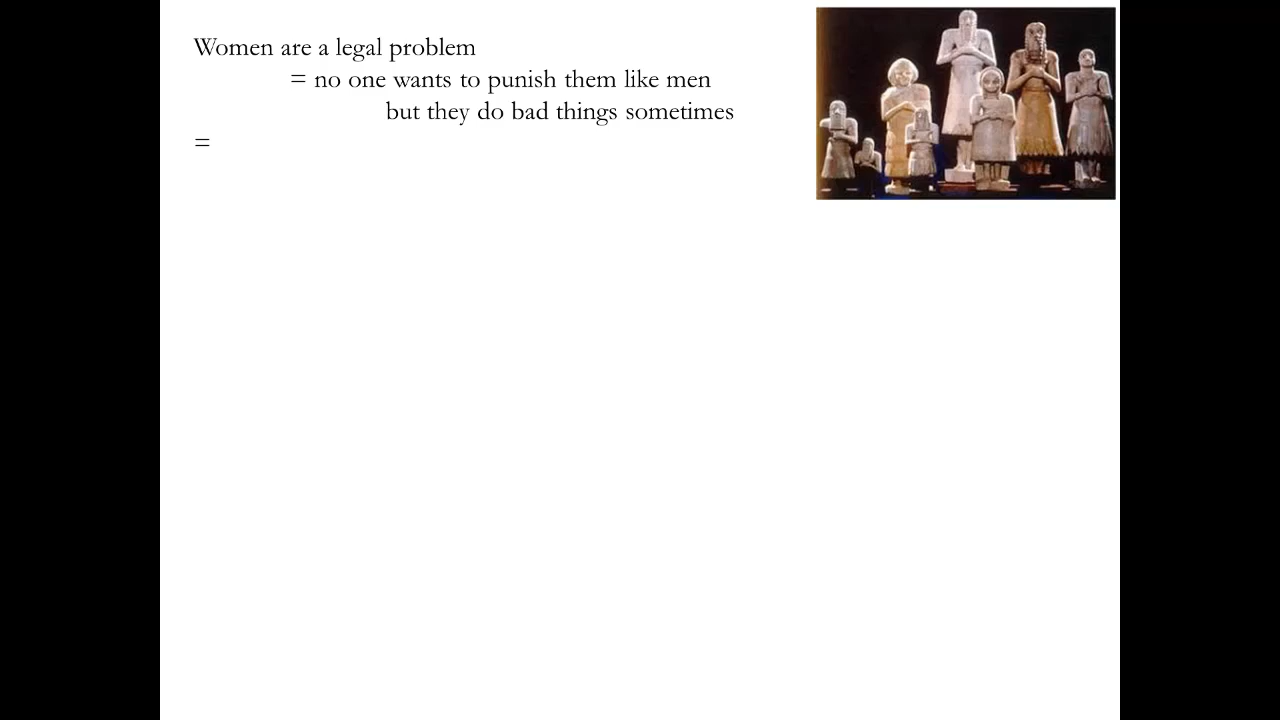 Women are a legal problem
= no one wants to punish them like men
but they do bad things sometimes
=